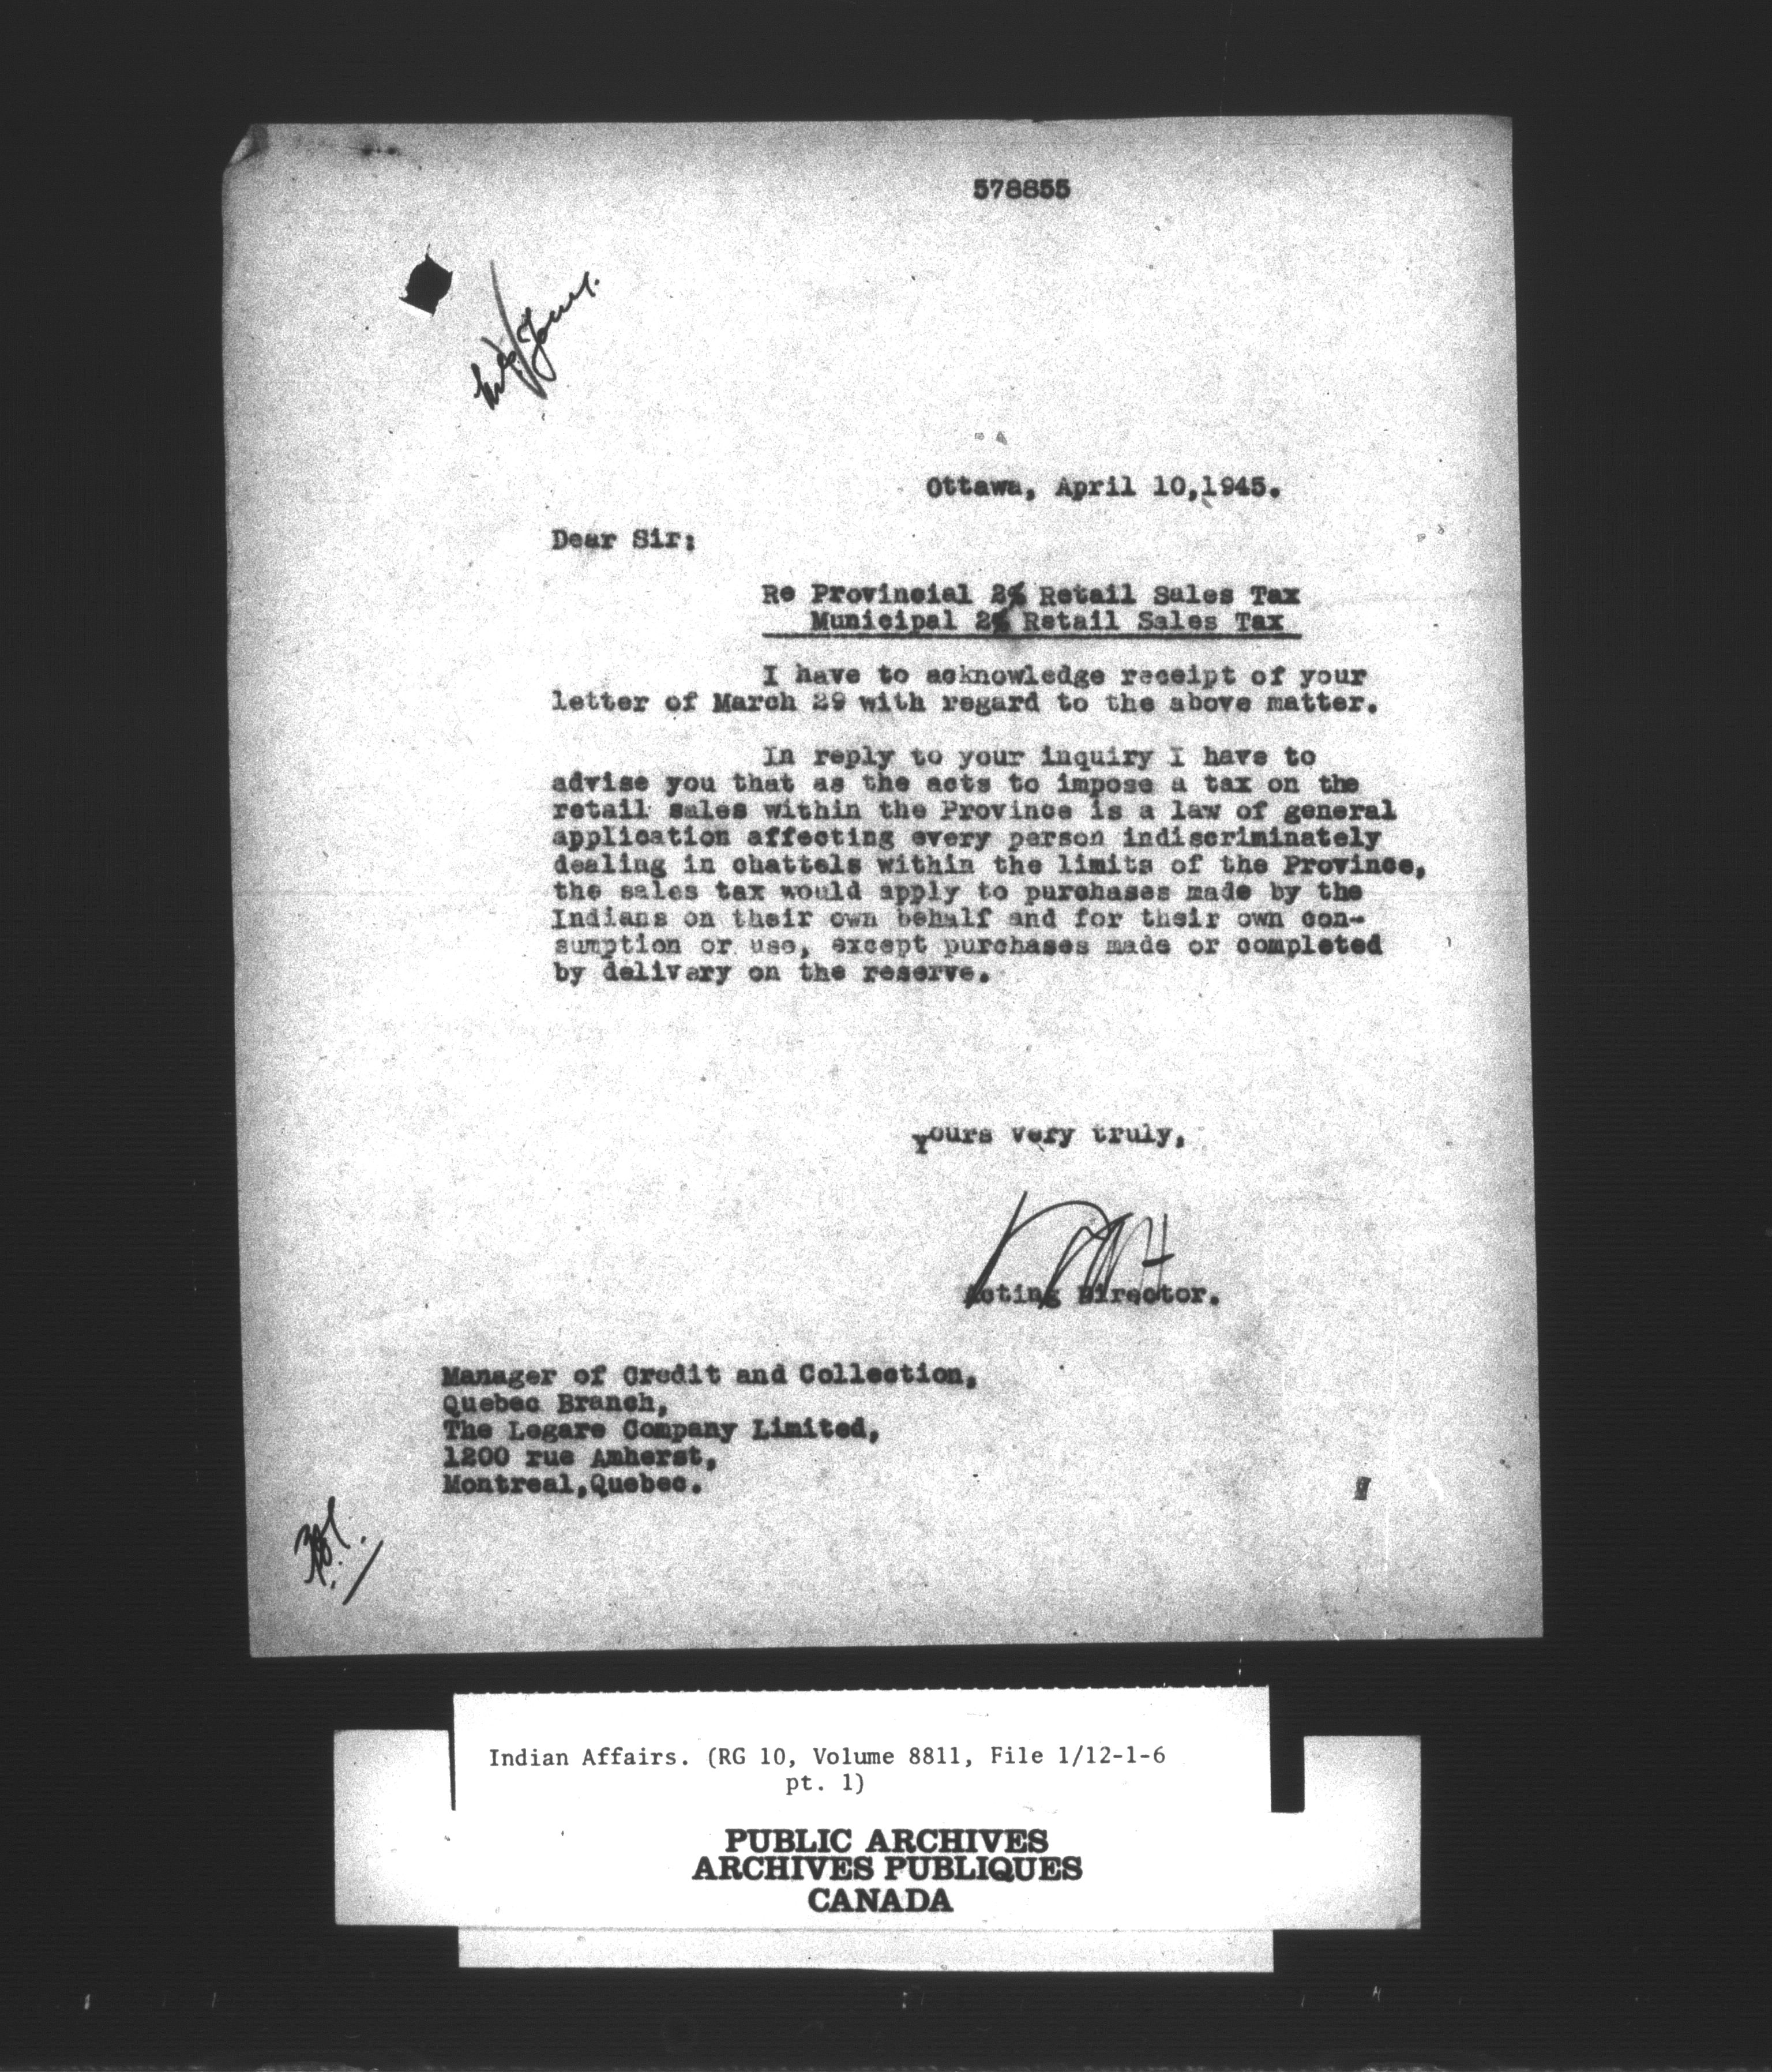 578855
Ottawa, April 10,1945.
Dear Sir:
Re Provincial 2% Retail Sales Tax
Municipal 2% Retail Sales Tax
I have to acknowledge receipt of your
letter of March 29 with regard to the above matter.
In reply to your inquiry I have to
advise you that as the acts to impose a tax on the
retail sales within the Province is a law of general
application affecting every person indiscriminately
dealing in chattels within the limits of the Province,
the sales tax would apply to purchases made by the
Indians on their own behalf and for their own con-
sumption or use, except purchases made or completed
by delivery on the reserve.
Yours very truly,
Acting Director.
Manager of Credit and Collection,
Quebec Branch,
The Legare Company Limited,
1200 rue Amherst,
Montreal,Quebec.
Indian Affairs. (RG 10, Volume 8811, File 1/12-1-6
pt. 1)
PUBLIC ARCHIVES
ARCHIVES PUBLIQUES
CANADA